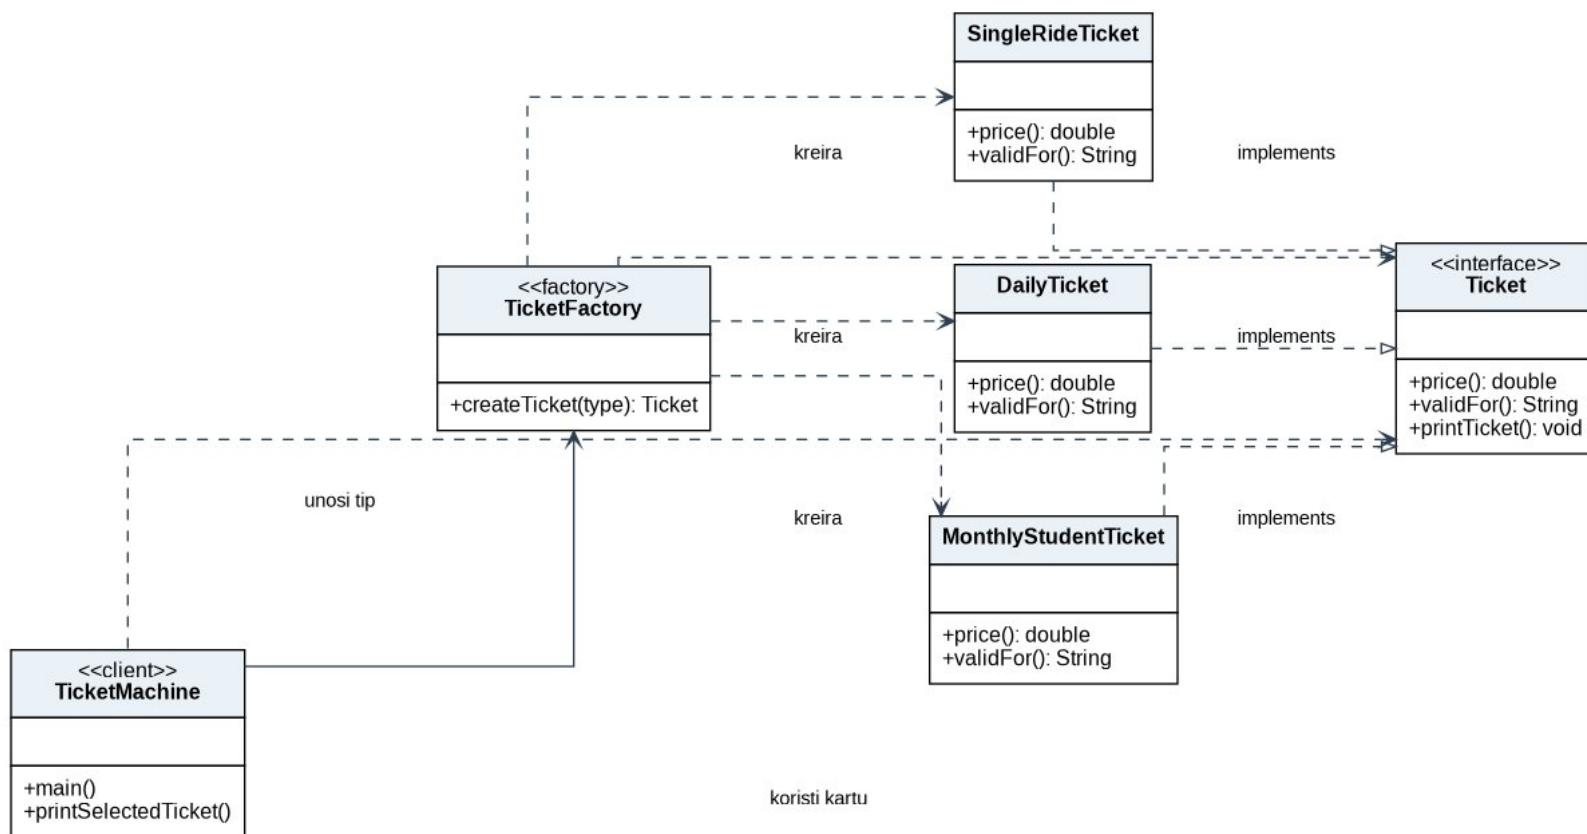 SingleRideTicket
+price(): double
+validFor(): String
kreira
implements
<<factory>>
TicketFactory
+createTicket(type): Ticket
DailyTicket
+price(): double
+validFor(): String
kreira
implements
<<interface>>
Ticket
+price(): double
+validFor(): String
+printTicket(): void
unosi tip
kreira
implements
MonthlyStudentTicket
+price(): double
+validFor(): String
<<client>>
TicketMachine
+main()
+printSelectedTicket()
koristi kartu